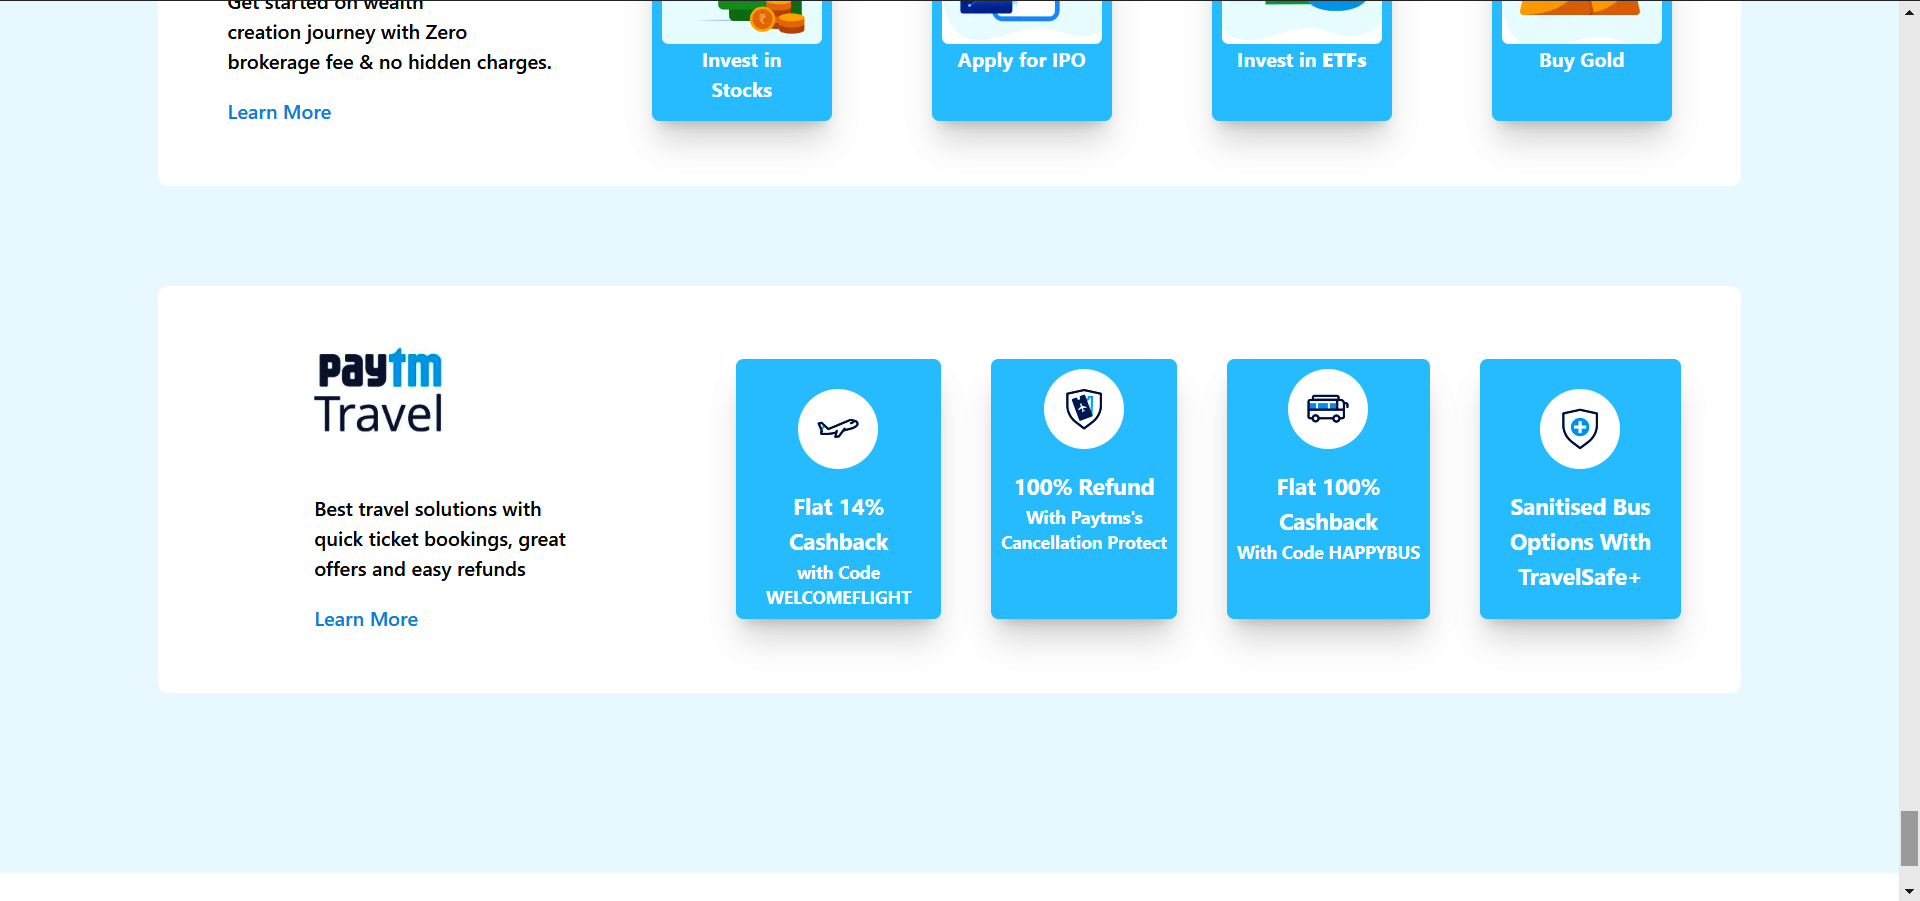 Get started on wealth
creation journey with Zero
brokerage fee & no hidden charges.
Learn More
Invest in
Stocks
Apply for IPO
Invest in ETFs
Buy Gold
paytm
Travel
Best travel solutions with
quick ticket bookings, great
offers and easy refunds
Learn More
Flat 14%
Cashback
with Code
WELCOMEFLIGHT
100% Refund
With Paytms's
Cancellation Protect
Flat 100%
Cashback
With Code HAPPYBUS
Sanitised Bus
Options With
TravelSafe+